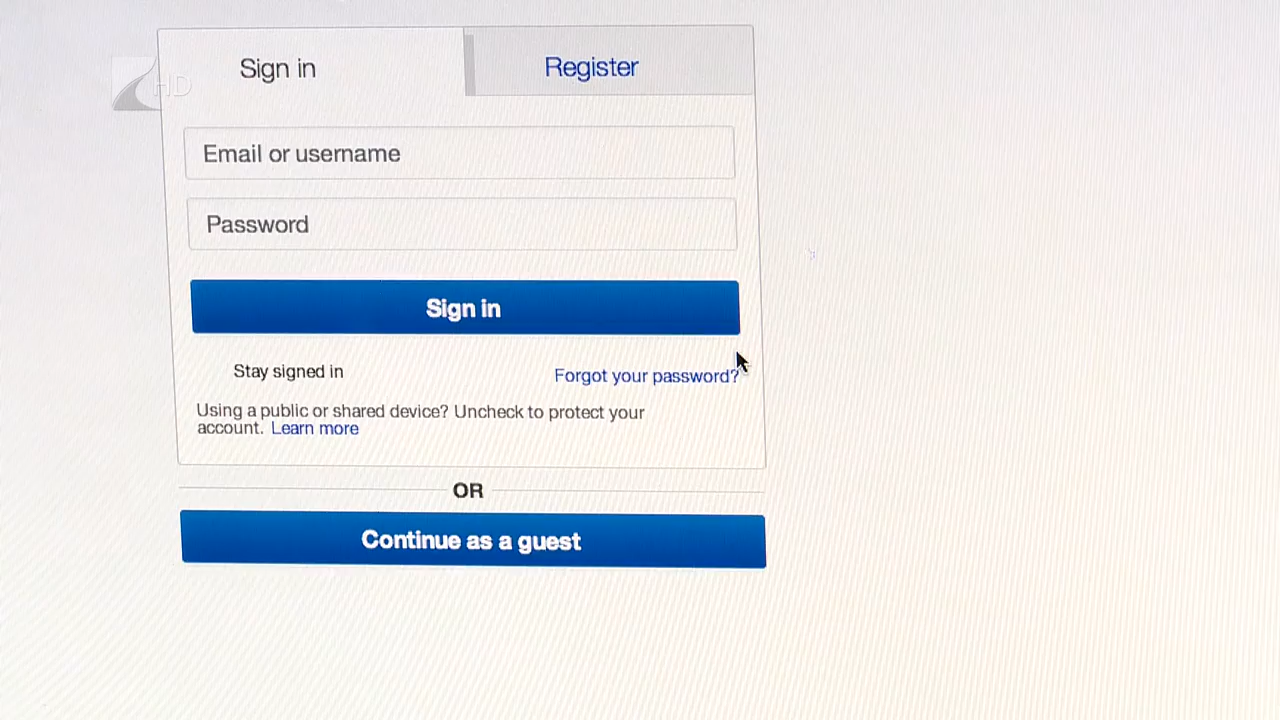 Sign in
Register
HD
Email or username
Password
Sign in
Stay signed in
Forgot your password?
Using a public or shared device? Uncheck to protect your
account. Learn more
OR
Continue as a guest